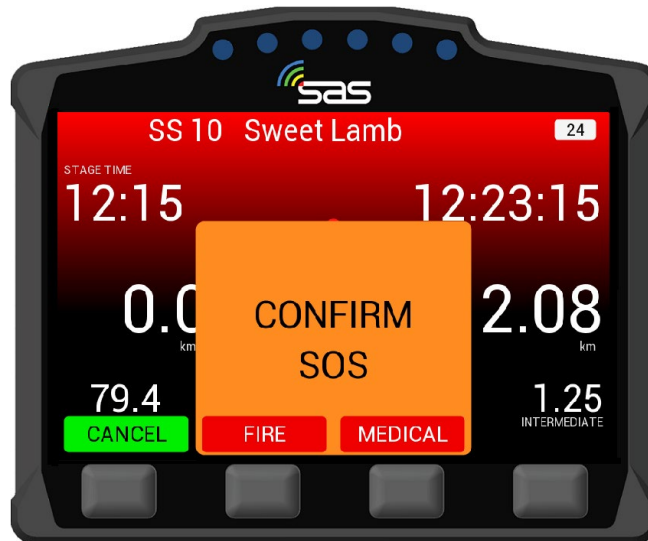 sas
SS 10 Sweet Lamb
24
STAGE TIME
12:15
12:23:15
CONFIRM
SOS
0.0
km
2.08
km
79.4
1.25
INTERMEDIATE
CANCEL
FIRE
MEDICAL